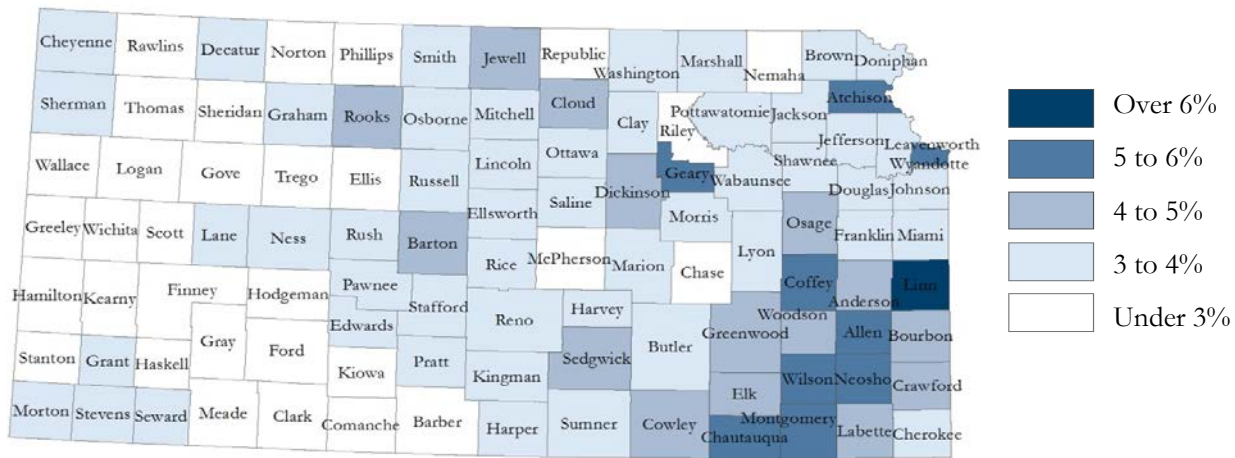 Cheyenne
Rawlins
Decatur
Norton
Phillips
Smith
Jewell
Republic
Washington
Marshall
Nemaha
Brown
Doniphan
Atchison
Sherman
Thomas
Sheridan
Graham
Rooks
Osborne
Mitchell
Cloud
Clay
Riley
Pottawatomie
Jackson
Jefferson
Leavenworth
Wyandotte
Wallace
Logan
Gove
Trego
Ellis
Russell
Lincoln
Ottawa
Saline
Dickinson
Geary
Wabaunsee
Shawnee
Douglas
Johnson
Greeley
Wichita
Scott
Lane
Ness
Rush
Barton
Ellsworth
Rice
McPherson
Marion
Morris
Chase
Lyon
Osage
Franklin
Miami
Hamilton
Kearny
Finney
Hodgeman
Pawnee
Stafford
Edwards
Reno
Harvey
Butler
Greenwood
Coffey
Woodson
Anderson
Linn
Allen
Bourbon
Stanton
Grant
Haskell
Gray
Ford
Kiowa
Pratt
Kingman
Sedgwick
Elk
Wilson
Neosho
Crawford
Morton
Stevens
Seward
Meade
Clark
Comanche
Barber
Harper
Sumner
Cowley
Chautauqua
Montgomery
Labette
Cherokee
Over 6%
5 to 6%
4 to 5%
3 to 4%
Under 3%